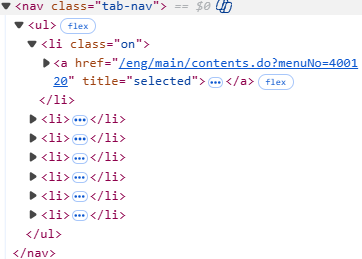 <nav class="tab-nav"> == $0
<ul> flex
<li class="on">
<a href="/eng/main/contents.do?menuNo=4001
20" title="selected"> ••• </a> flex
</li>
<li> ••• </li>
<li> ••• </li>
<li> ••• </li>
<li> ••• </li>
<li> ••• </li>
<li> ••• </li>
</ul>
</nav>